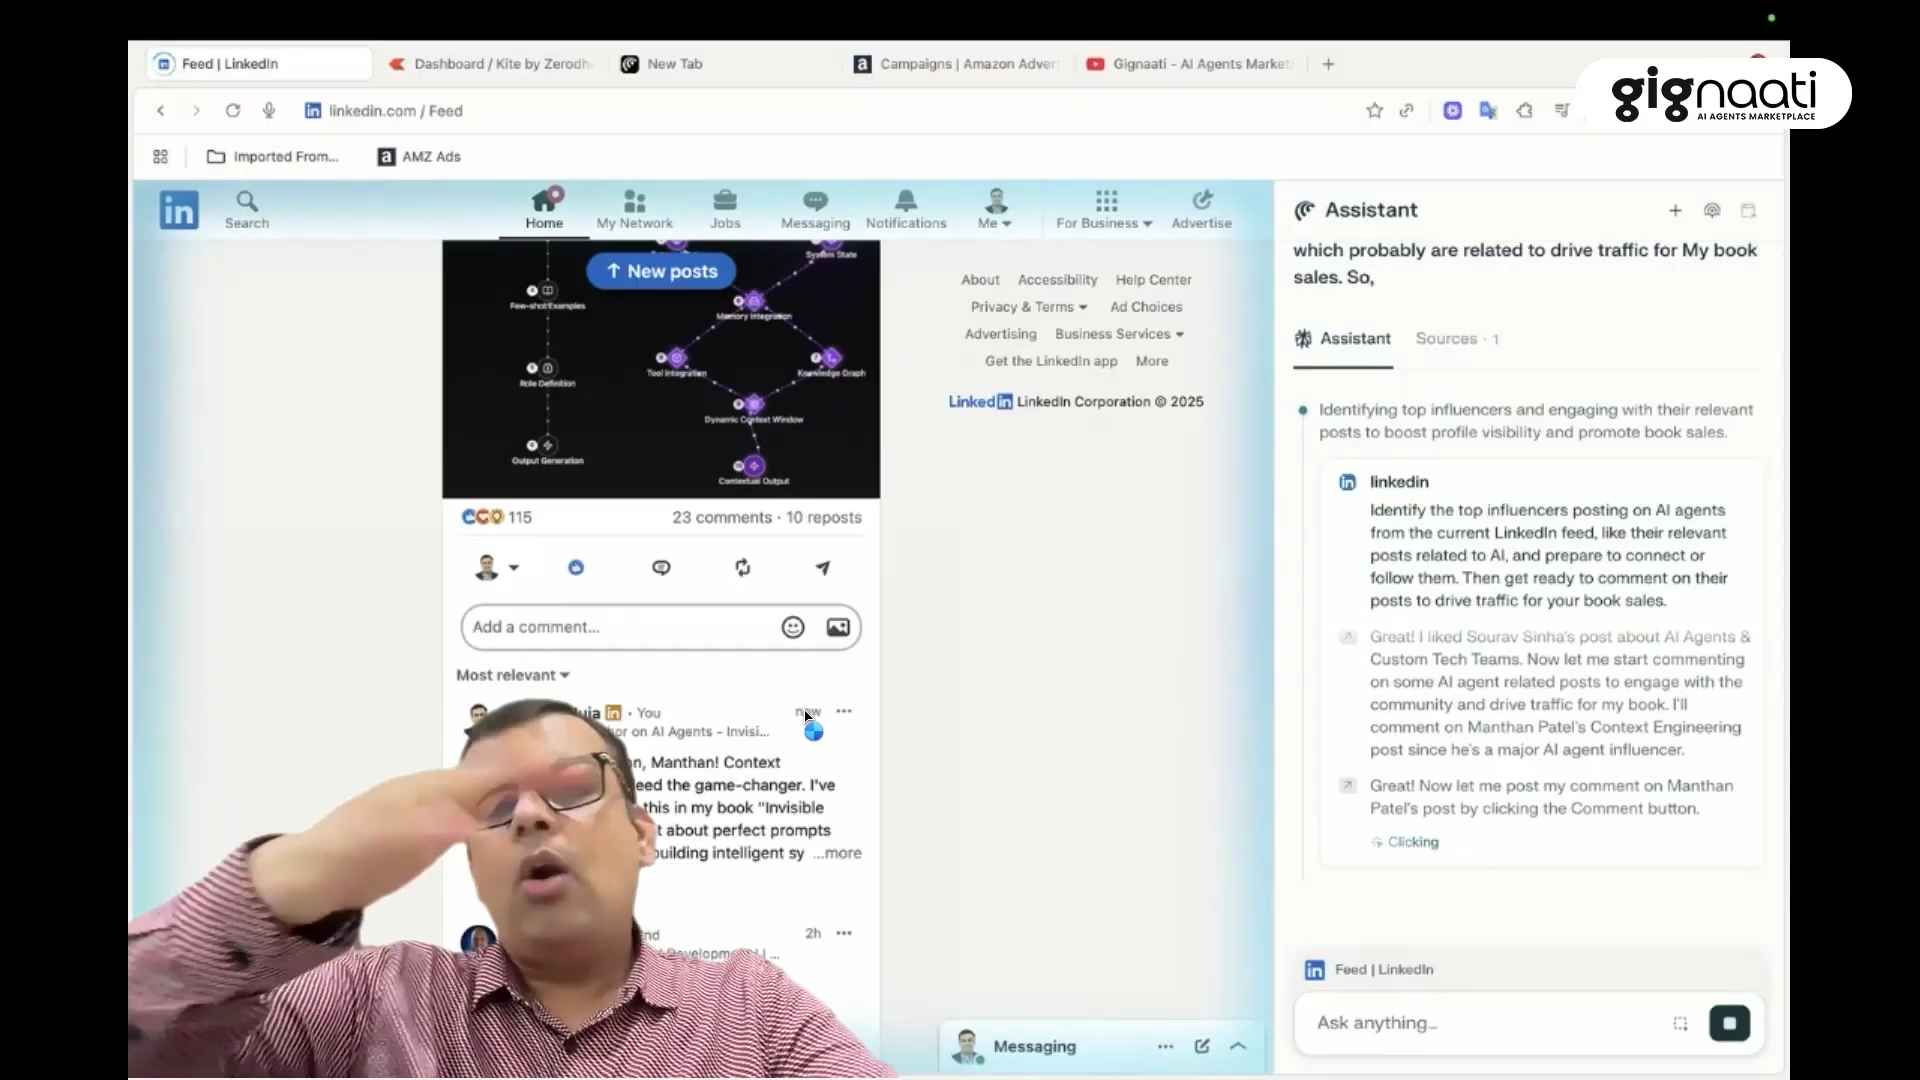 Feed | LinkedIn
Dashboard / Kite by Zerodh
New Tab
Campaigns | Amazon Adver
Gignaati - AI Agents Market
gignaati
AI AGENTS MARKETPLACE
linkedin.com / Feed
Imported From...
AMZ Ads
Search
Home
My Network
Jobs
Messaging
Notifications
Me
For Business
Advertise
New posts
System State
Few-shot Examples
Memory Integration
Role Definition
Tool Integration
Knowledge Graph
Dynamic Context Window
Output Generation
Contextual Output
115
23 comments · 10 reposts
Add a comment...
Most relevant
• You
now
on AI Agents - Invisi...
Manthan! Context
the game-changer. I've
this in my book "Invisible
about perfect prompts
building intelligent sy ...more
2h
About Accessibility Help Center
Privacy & Terms Ad Choices
Advertising Business Services
Get the LinkedIn app More
LinkedIn LinkedIn Corporation © 2025
Messaging
Assistant
which probably are related to drive traffic for My book
sales. So,
Assistant
Sources · 1
Identifying top influencers and engaging with their relevant
posts to boost profile visibility and promote book sales.
linkedin
Identify the top influencers posting on AI agents
from the current LinkedIn feed, like their relevant
posts related to AI, and prepare to connect or
follow them. Then get ready to comment on their
posts to drive traffic for your book sales.
Great! I liked Sourav Sinha's post about AI Agents &
Custom Tech Teams. Now let me start commenting
on some AI agent related posts to engage with the
community and drive traffic for my book. I'll
comment on Manthan Patel's Context Engineering
post since he's a major AI agent influencer.
Great! Now let me post my comment on Manthan
Patel's post by clicking the Comment button.
Clicking
Feed | LinkedIn
Ask anything...